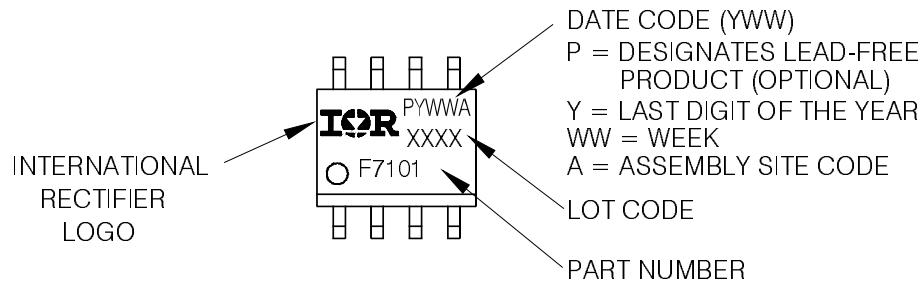 DATE CODE (YWW)
P = DESIGNATES LEAD-FREE
PRODUCT (OPTIONAL)
Y = LAST DIGIT OF THE YEAR
WW = WEEK
A = ASSEMBLY SITE CODE
LOT CODE
PART NUMBER
INTERNATIONAL
RECTIFIER
LOGO
PYWWA
IOR
XXXX
F7101